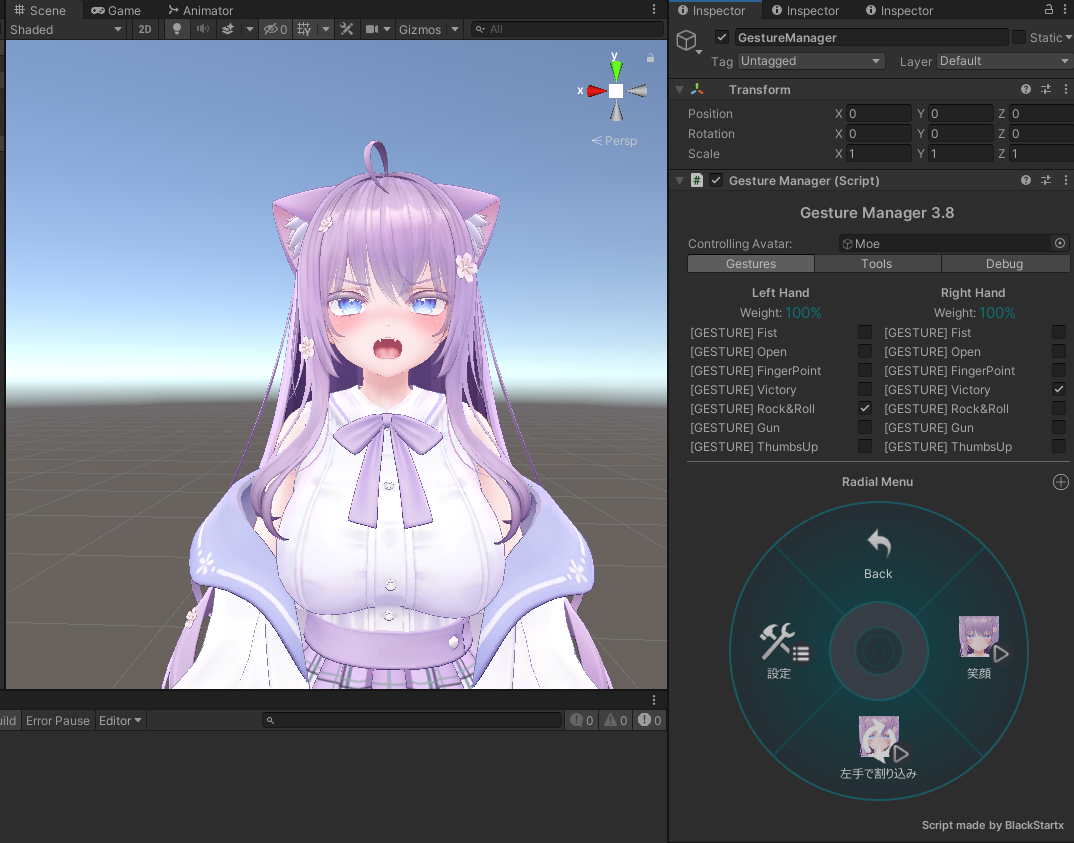 Scene Game Animator
Inspector Inspector Inspector
Shaded 2D 0 Gizmos All
y
x
Persp
GestureManager Static
Tag Untagged Layer Default
Transform
Position X 0 Y 0 Z 0
Rotation X 0 Y 0 Z 0
Scale X 1 Y 1 Z 1
# Gesture Manager (Script)
Gesture Manager 3.8
Controlling Avatar: Moe
Gestures Tools Debug
Left Hand Right Hand
Weight: 100% Weight: 100%
[GESTURE] Fist [GESTURE] Fist
[GESTURE] Open [GESTURE] Open
[GESTURE] FingerPoint [GESTURE] FingerPoint
[GESTURE] Victory [GESTURE] Victory
[GESTURE] Rock&Roll [GESTURE] Rock&Roll
[GESTURE] Gun [GESTURE] Gun
[GESTURE] ThumbsUp [GESTURE] ThumbsUp
Radial Menu
Back
設定 笑顔
左手で割り込み
Script made by BlackStartx
uild Error Pause Editor 0 0 0